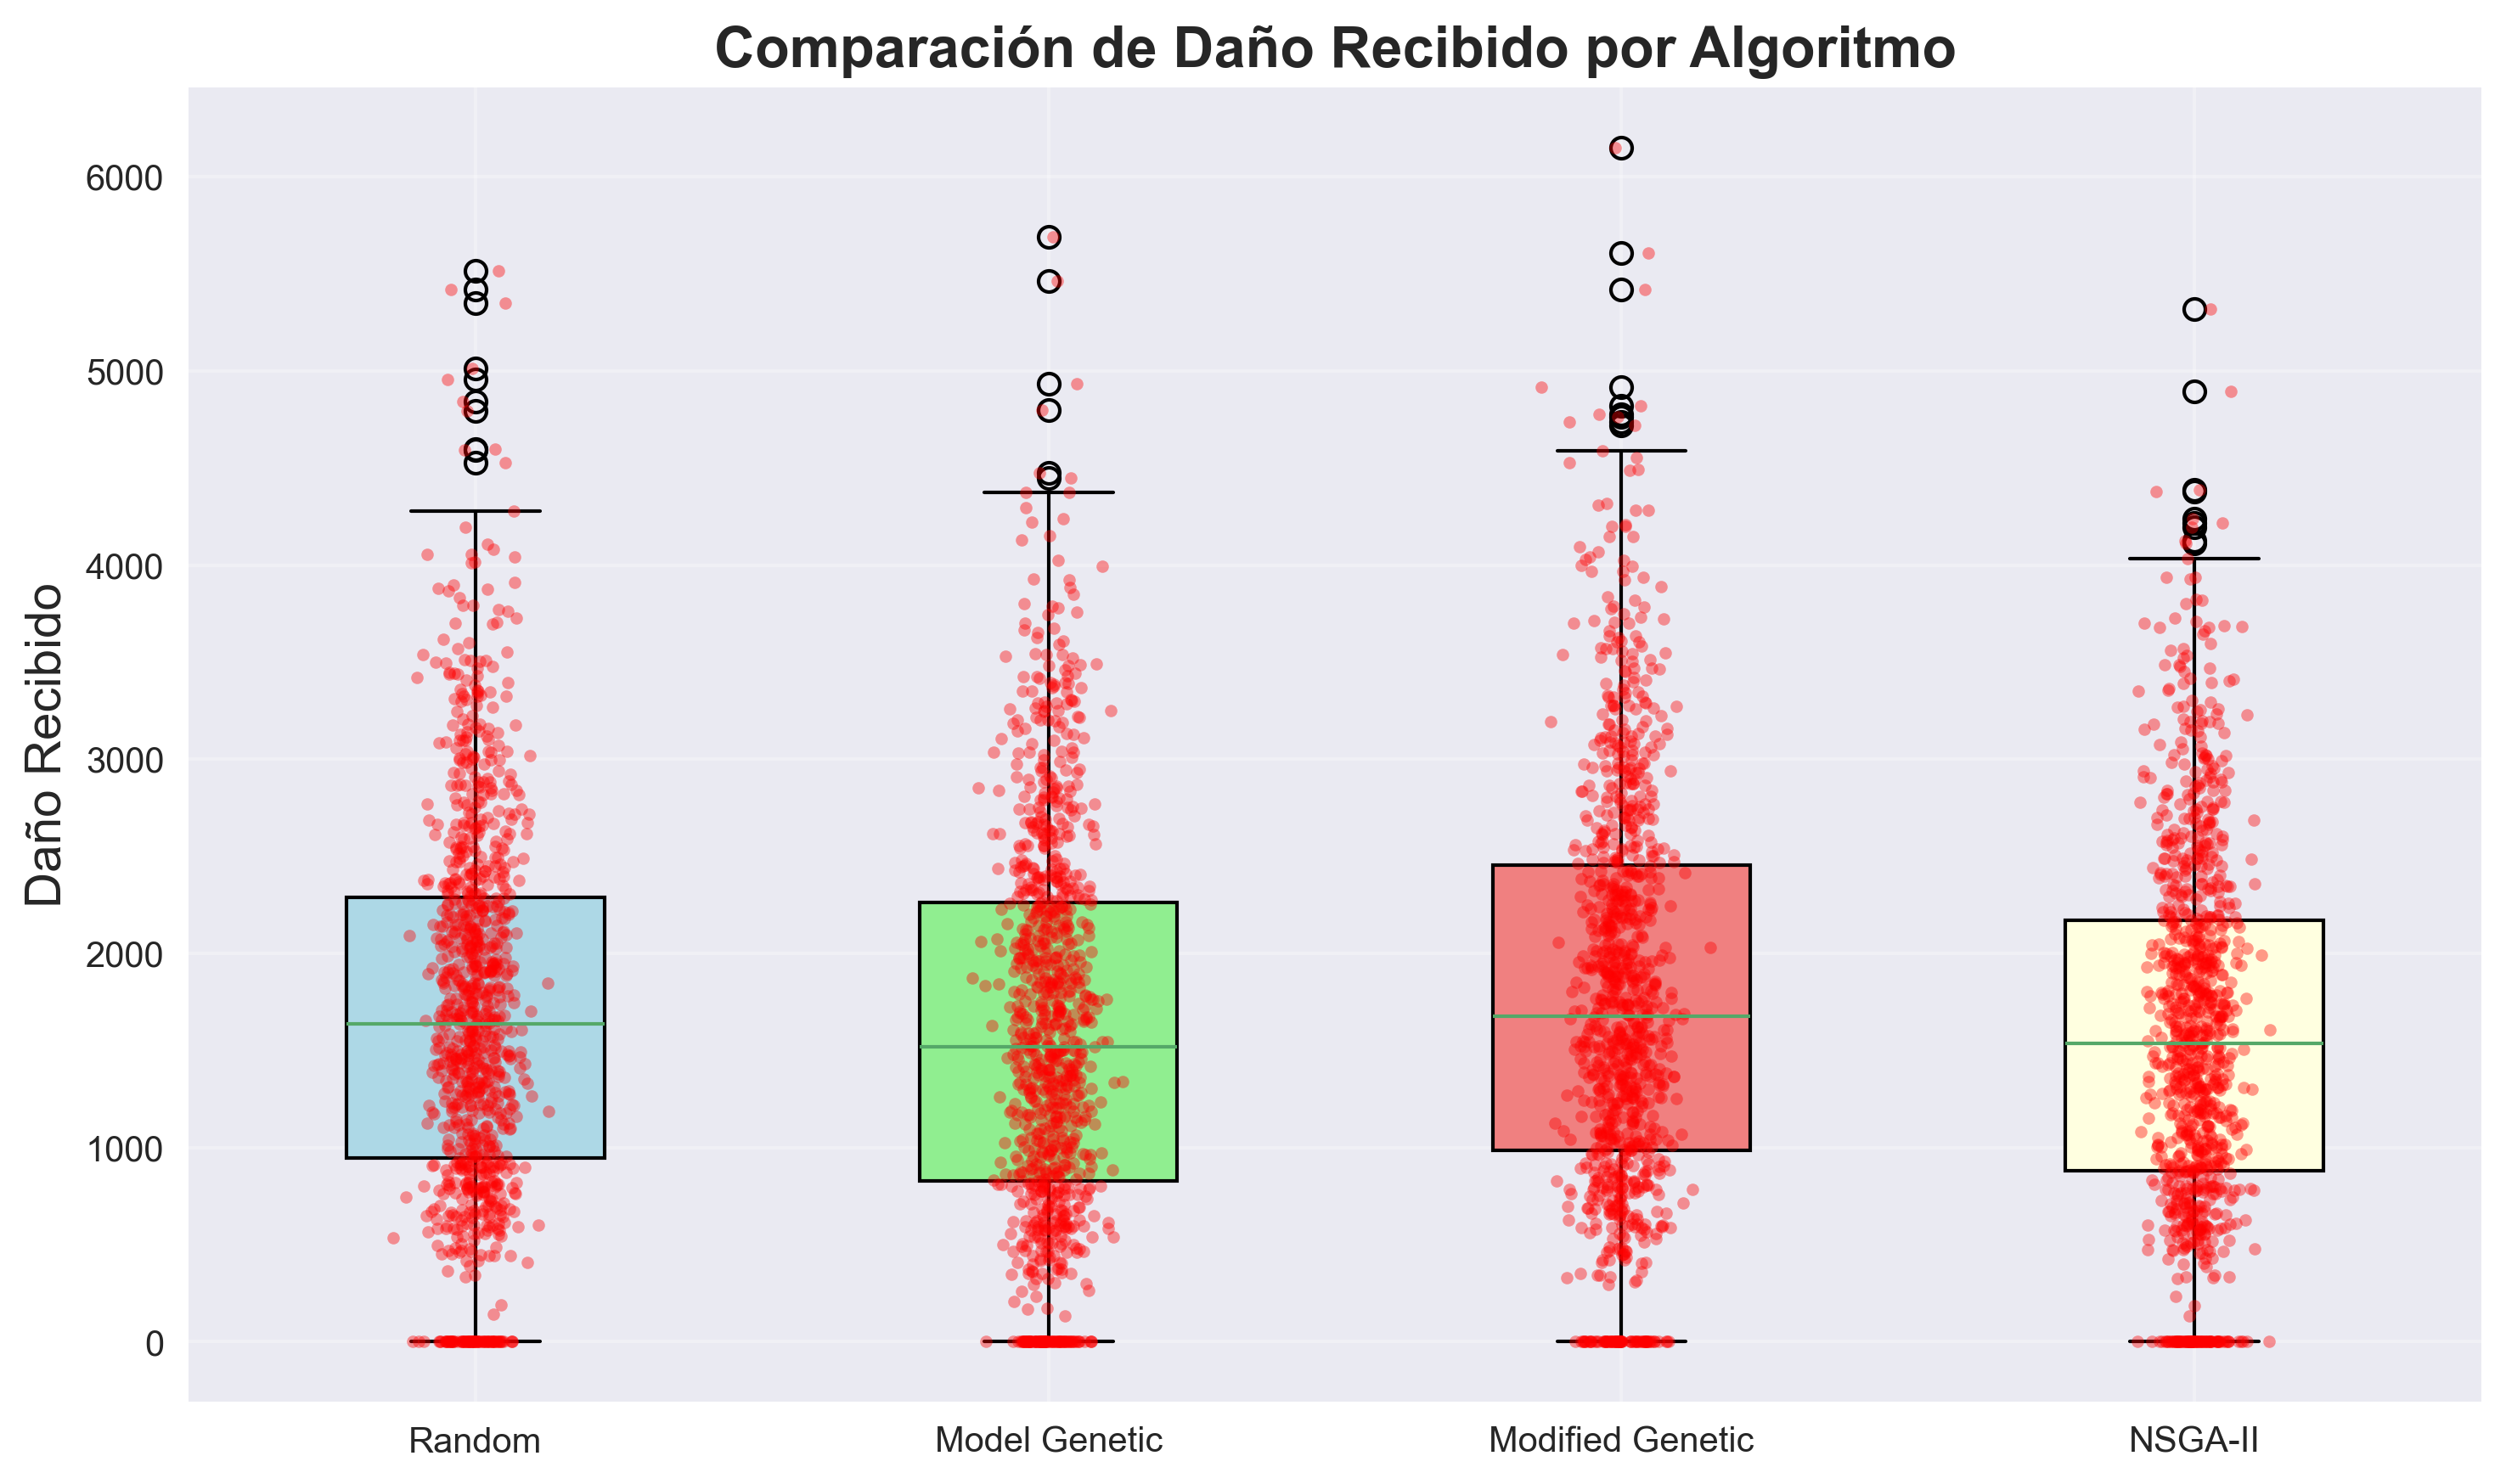 Comparación de Daño Recibido por Algoritmo
Daño Recibido
6000
5000
4000
3000
2000
1000
0
Random
Model Genetic
Modified Genetic
NSGA-II